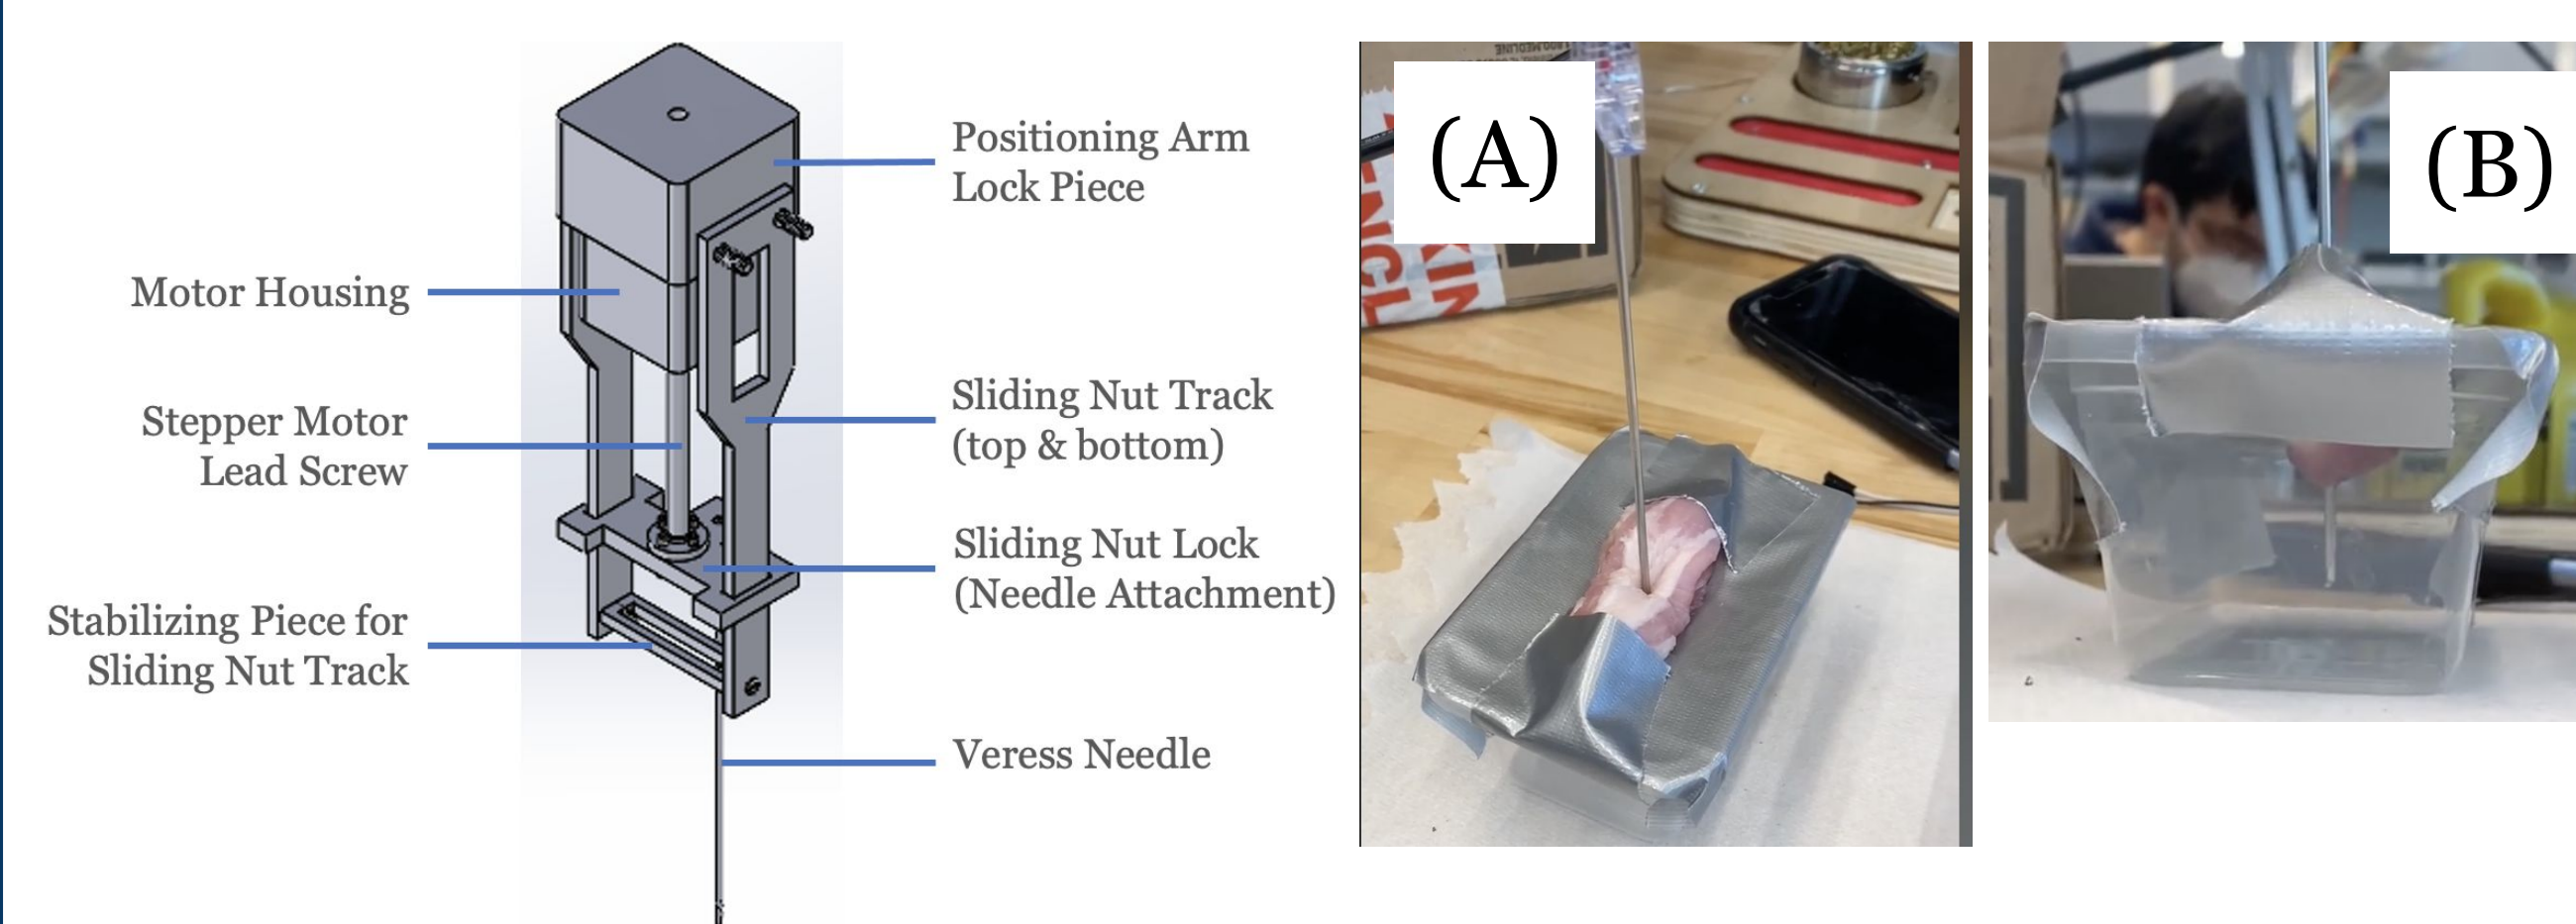 Positioning Arm
Lock Piece
Motor Housing
Sliding Nut Track
(top & bottom)
Stepper Motor
Lead Screw
Sliding Nut Lock
(Needle Attachment)
Stabilizing Piece for
Sliding Nut Track
Veress Needle
(A)
(B)